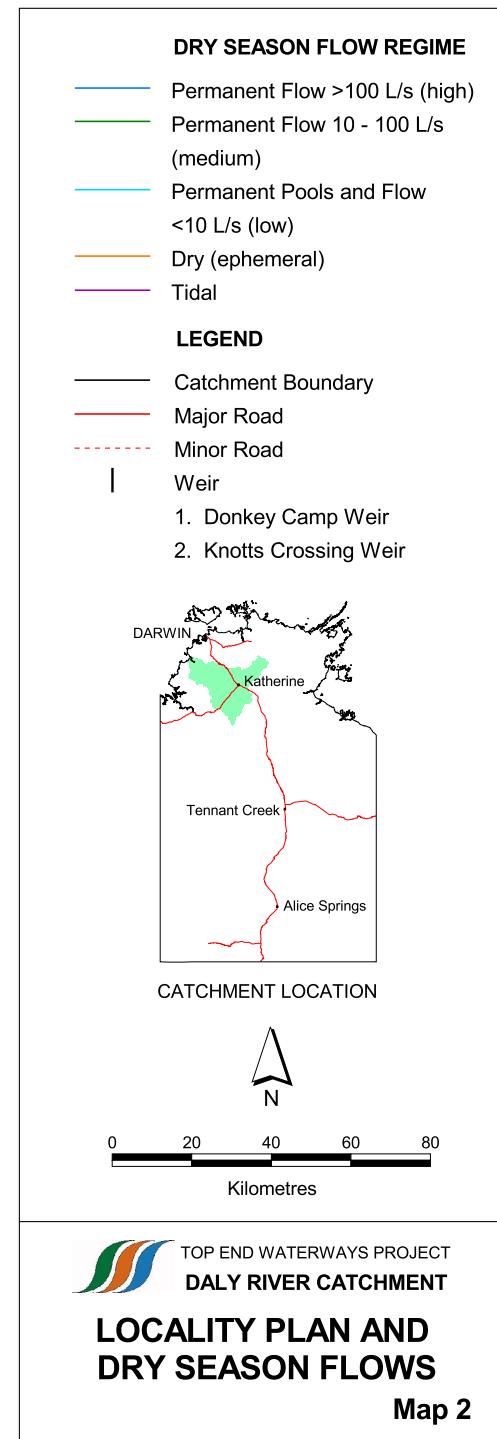 DRY SEASON FLOW REGIME
Permanent Flow >100 L/s (high)
Permanent Flow 10 - 100 L/s
(medium)
Permanent Pools and Flow
<10 L/s (low)
Dry (ephemeral)
Tidal
LEGEND
Catchment Boundary
Major Road
Minor Road
Weir
1. Donkey Camp Weir
2. Knotts Crossing Weir
DARWIN
Katherine
Tennant Creek
Alice Springs
CATCHMENT LOCATION
N
0 20 40 60 80
Kilometres
TOP END WATERWAYS PROJECT
DALY RIVER CATCHMENT
LOCALITY PLAN AND
DRY SEASON FLOWS
Map 2